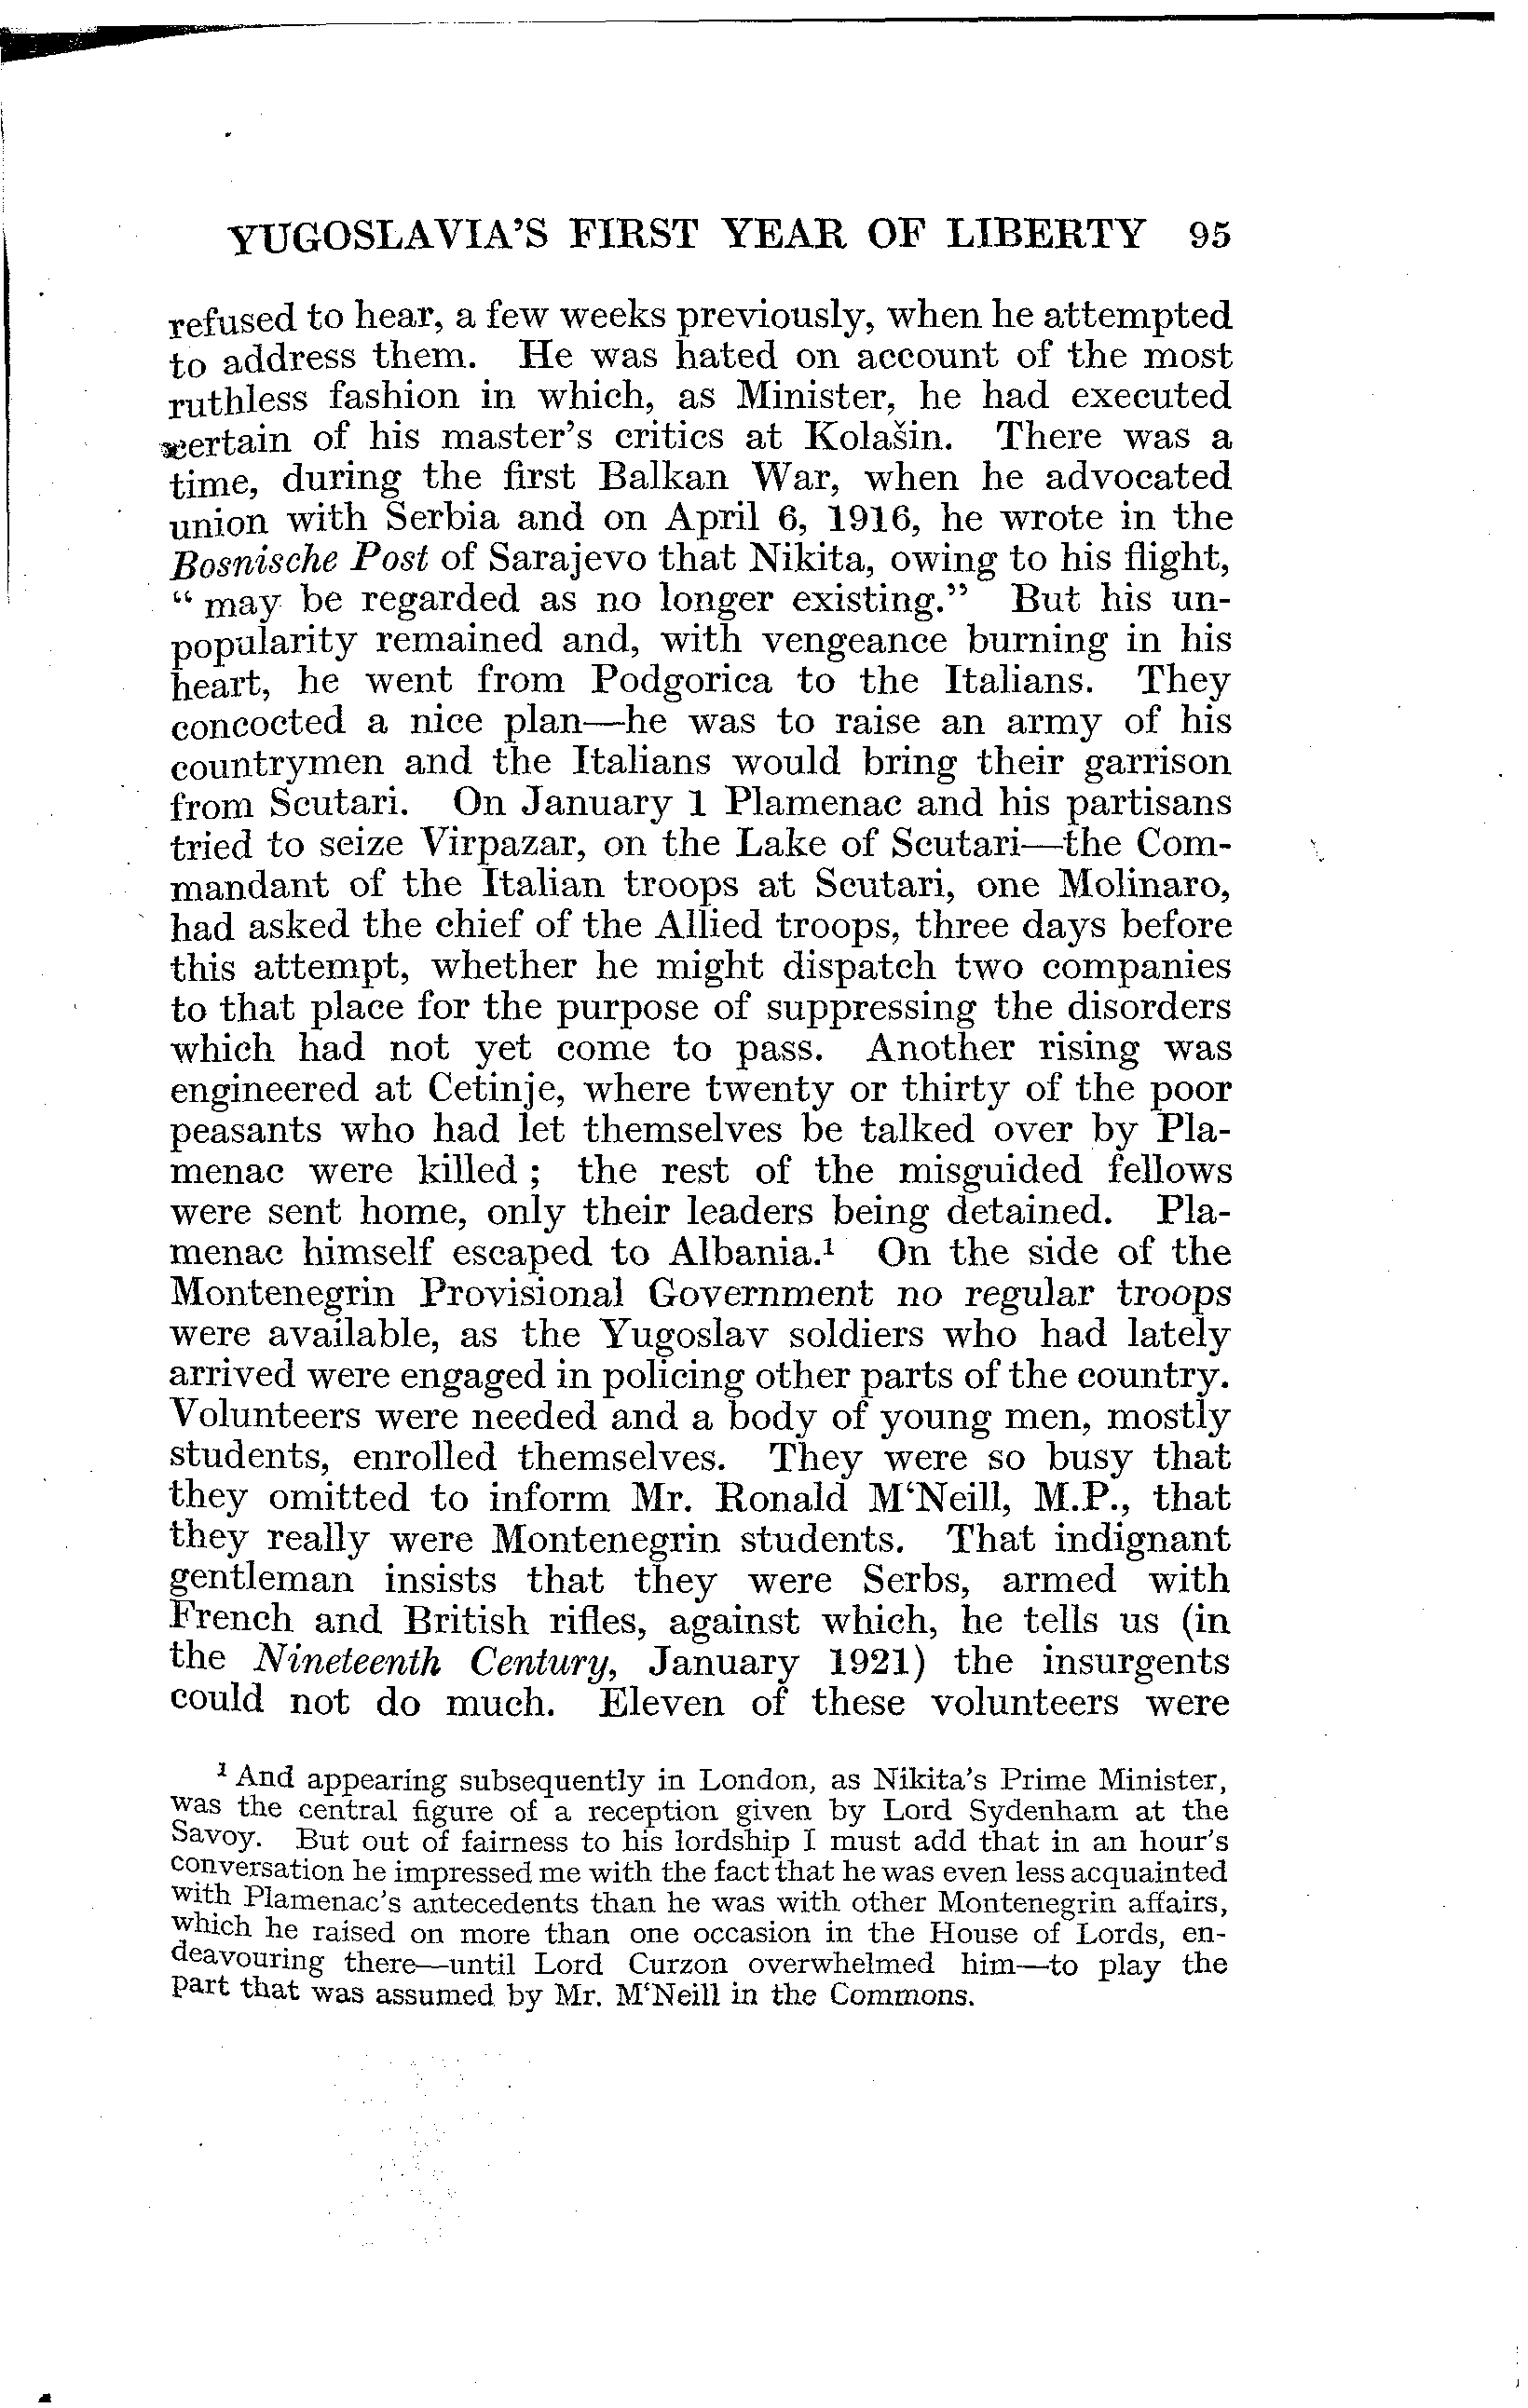 YUGOSLAVIA'S FIRST YEAR OF LIBERTY 95
refused to hear, a few weeks previously, when he attempted
to address them. He was hated on account of the most
ruthless fashion in which, as Minister, he had executed
certain of his master's critics at Kolašin. There was a
time, during the first Balkan War, when he advocated
union with Serbia and on April 6, 1916, he wrote in the
Bosnische Post of Sarajevo that Nikita, owing to his flight,
“ may be regarded as no longer existing.” But his un-
popularity remained and, with vengeance burning in his
heart, he went from Podgorica to the Italians. They
concocted a nice plan—he was to raise an army of his
countrymen and the Italians would bring their garrison
from Scutari. On January 1 Plamenac and his partisans
tried to seize Virpazar, on the Lake of Scutari—the Com-
mandant of the Italian troops at Scutari, one Molinaro,
had asked the chief of the Allied troops, three days before
this attempt, whether he might dispatch two companies
to that place for the purpose of suppressing the disorders
which had not yet come to pass. Another rising was
engineered at Cetinje, where twenty or thirty of the poor
peasants who had let themselves be talked over by Pla-
menac were killed ; the rest of the misguided fellows
were sent home, only their leaders being detained. Pla-
menac himself escaped to Albania.¹ On the side of the
Montenegrin Provisional Government no regular troops
were available, as the Yugoslav soldiers who had lately
arrived were engaged in policing other parts of the country.
Volunteers were needed and a body of young men, mostly
students, enrolled themselves. They were so busy that
they omitted to inform Mr. Ronald M‘Neill, M.P., that
they really were Montenegrin students. That indignant
gentleman insists that they were Serbs, armed with
French and British rifles, against which, he tells us (in
the Nineteenth Century, January 1921) the insurgents
could not do much. Eleven of these volunteers were
¹ And appearing subsequently in London, as Nikita's Prime Minister,
was the central figure of a reception given by Lord Sydenham at the
Savoy. But out of fairness to his lordship I must add that in an hour's
conversation he impressed me with the fact that he was even less acquainted
with Plamenac's antecedents than he was with other Montenegrin affairs,
which he raised on more than one occasion in the House of Lords, en-
deavouring there—until Lord Curzon overwhelmed him—to play the
part that was assumed by Mr. M‘Neill in the Commons.